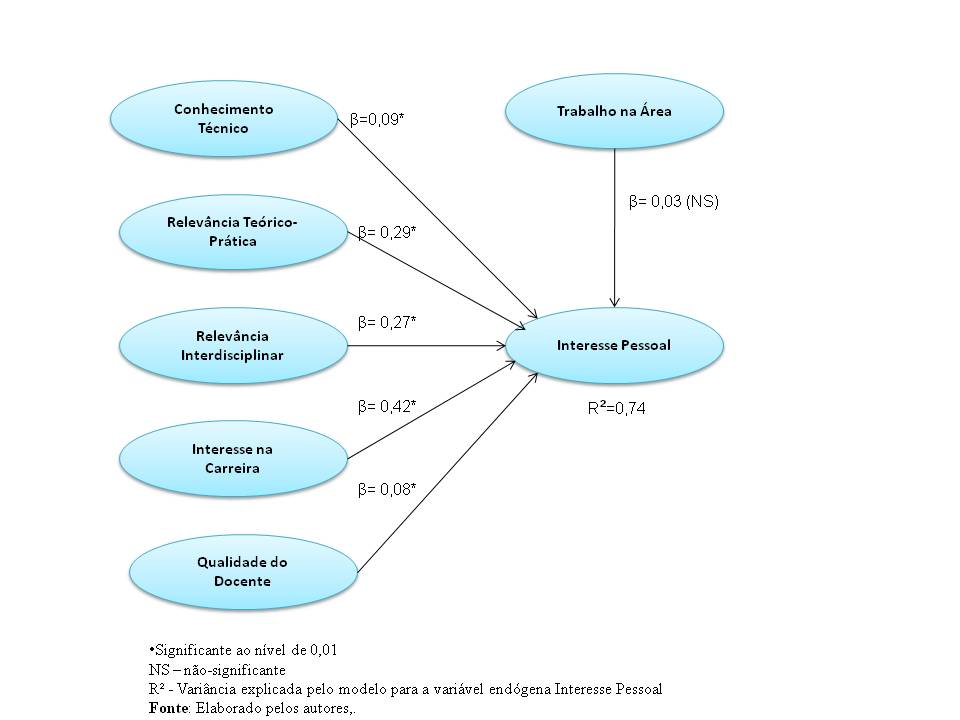 Conhecimento
Técnico
β=0,09*
Trabalho na Área
β= 0,03 (NS)
Relevância Teórico-
Prática
β= 0,29*
Relevância
Interdisciplinar
β= 0,27*
Interesse Pessoal
R²=0,74
Interesse na
Carreira
β= 0,42*
Qualidade do
Docente
β= 0,08*
•Significante ao nível de 0,01
NS – não-significante
R² - Variância explicada pelo modelo para a variável endógena Interesse Pessoal
Fonte: Elaborado pelos autores,.